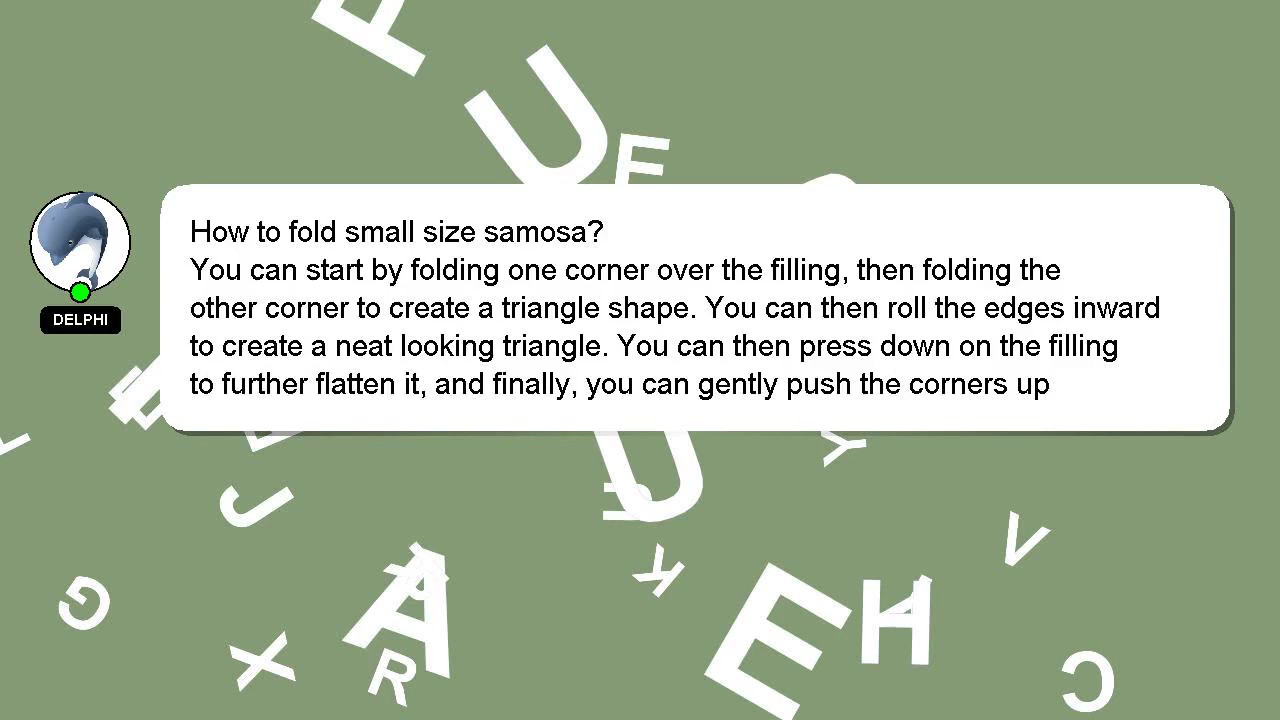 How to fold small size samosa?
You can start by folding one corner over the filling, then folding the
other corner to create a triangle shape. You can then roll the edges inward
to create a neat looking triangle. You can then press down on the filling
to further flatten it, and finally, you can gently push the corners up
DELPHI